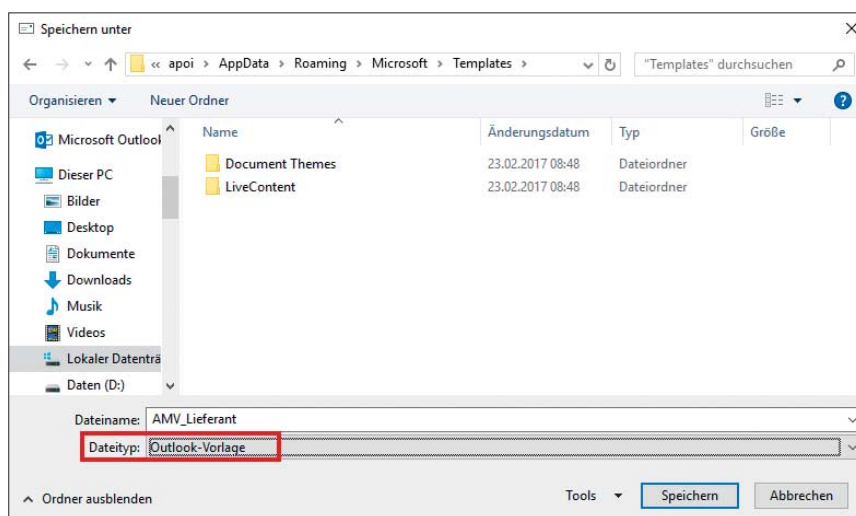 Speichern unter
« apoi > AppData > Roaming > Microsoft > Templates >
"Templates" durchsuchen
Organisieren
Neuer Ordner
Name
Änderungsdatum
Typ
Größe
Document Themes
23.02.2017 08:48
Dateiordner
LiveContent
23.02.2017 08:48
Dateiordner
Microsoft Outlook
Dieser PC
Bilder
Desktop
Dokumente
Downloads
Musik
Videos
Lokaler Datenträ
Daten (D:)
Dateiname: AMV_Lieferant
Dateityp: Outlook-Vorlage
Ordner ausblenden
Tools
Speichern
Abbrechen